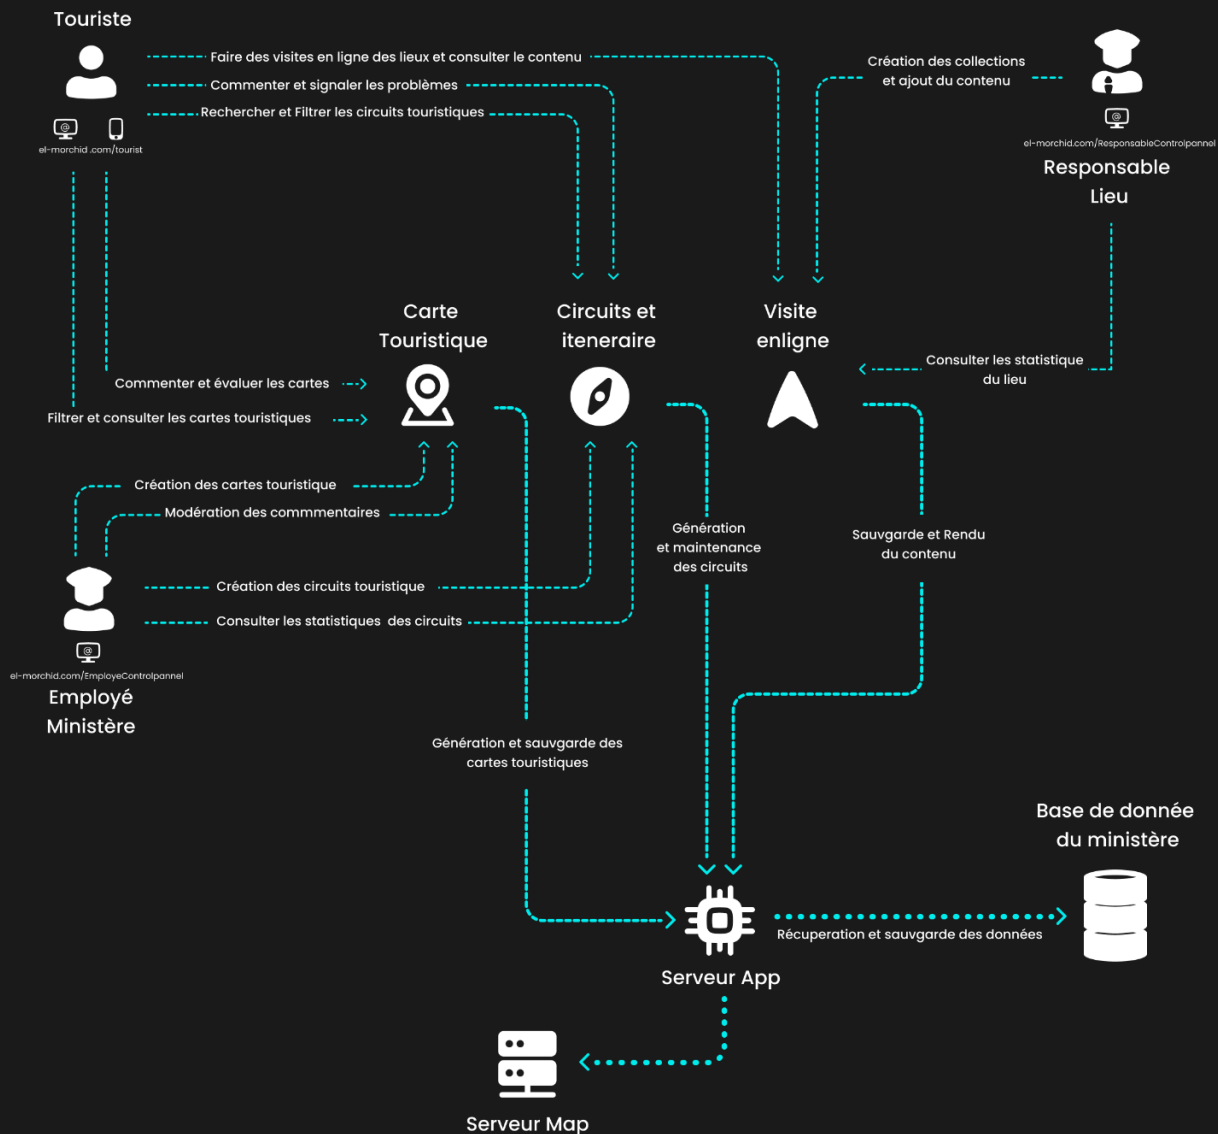 Touriste
Faire des visites en ligne des lieux et consulter le contenu
Commenter et signaler les problèmes
Rechercher et Filtrer les circuits touristiques
el-morchid .com/tourist
Création des collections
et ajout du contenu
el-morchid.com/ResponsableControlpannel
Responsable
Lieu
Carte
Touristique
Circuits et
iteneraire
Visite
enligne
Consulter les statistique
du lieu
Commenter et évaluer les cartes
Filtrer et consulter les cartes touristiques
Création des cartes touristique
Modération des commmentaires
Génération
et maintenance
des circuits
Sauvgarde et Rendu
du contenu
Création des circuits touristique
Consulter les statistiques des circuits
el-morchid.com/EmployeControlpannel
Employé
Ministère
Génération et sauvgarde des
cartes touristiques
Base de donnée
du ministère
Récuperation et sauvgarde des données
Serveur App
Serveur Map